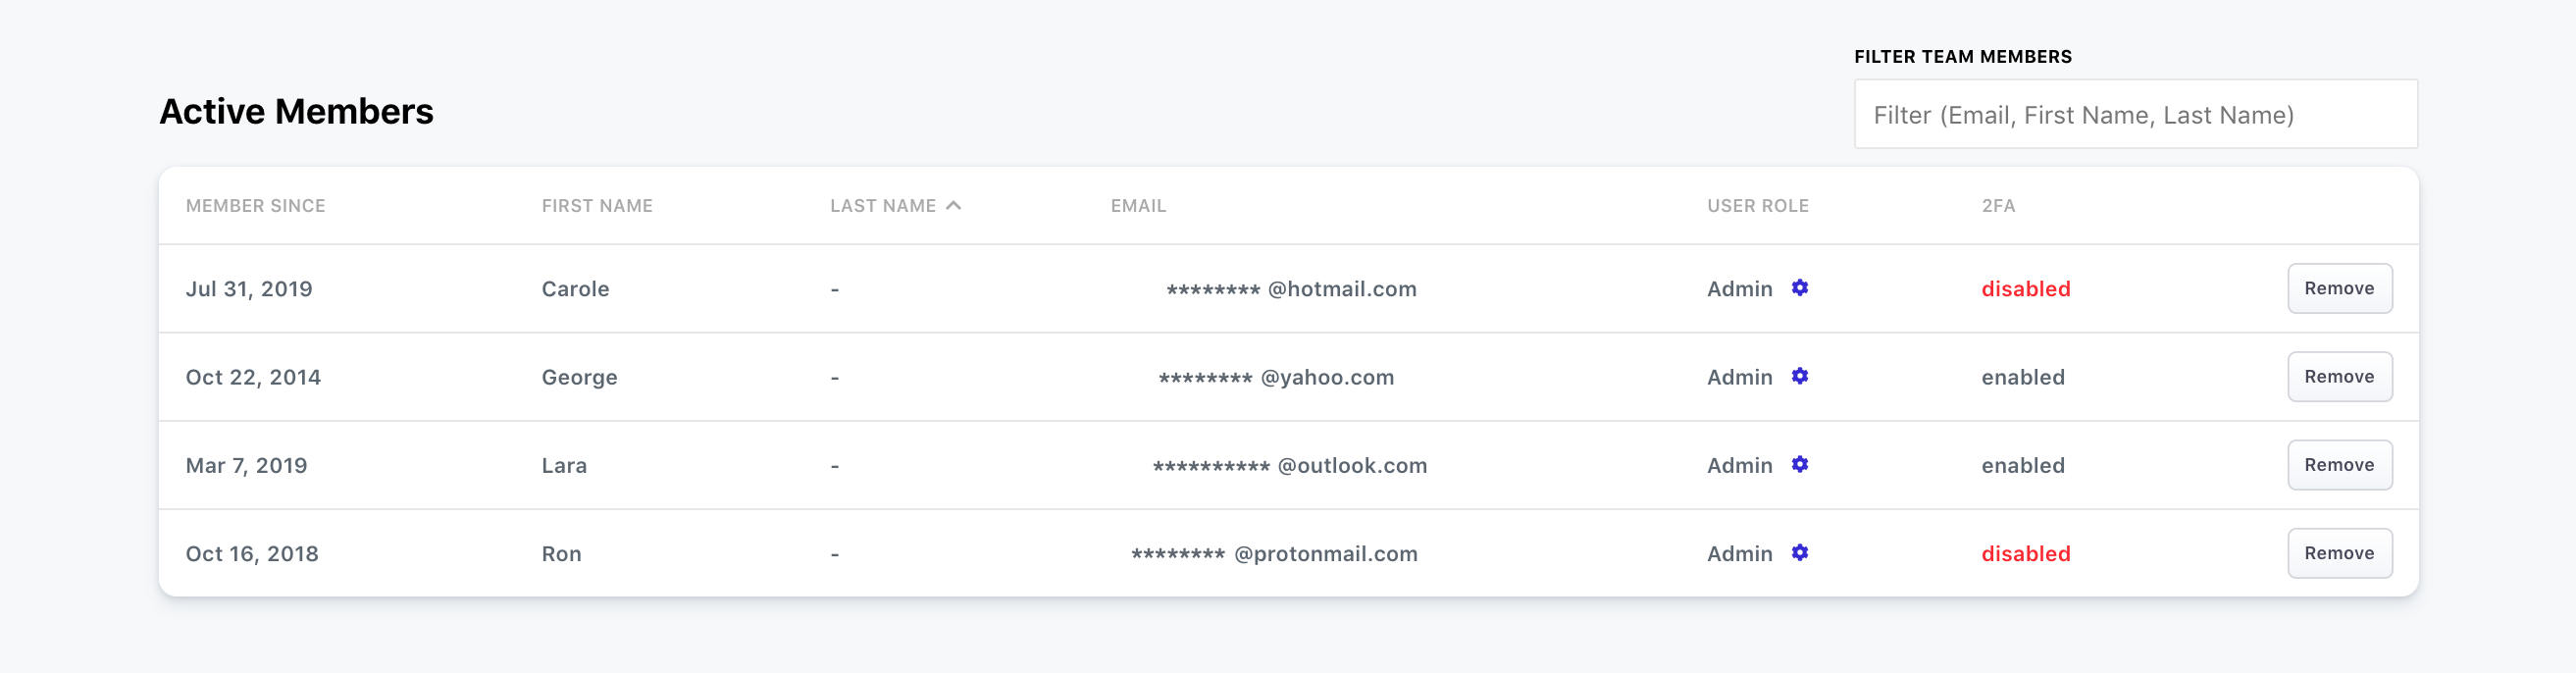 FILTER TEAM MEMBERS
Active Members
Filter (Email, First Name, Last Name)
MEMBER SINCE FIRST NAME LAST NAME EMAIL USER ROLE 2FA
Jul 31, 2019 Carole - ******** @hotmail.com Admin disabled Remove
Oct 22, 2014 George - ******** @yahoo.com Admin enabled Remove
Mar 7, 2019 Lara - ********** @outlook.com Admin enabled Remove
Oct 16, 2018 Ron - ******** @protonmail.com Admin disabled Remove